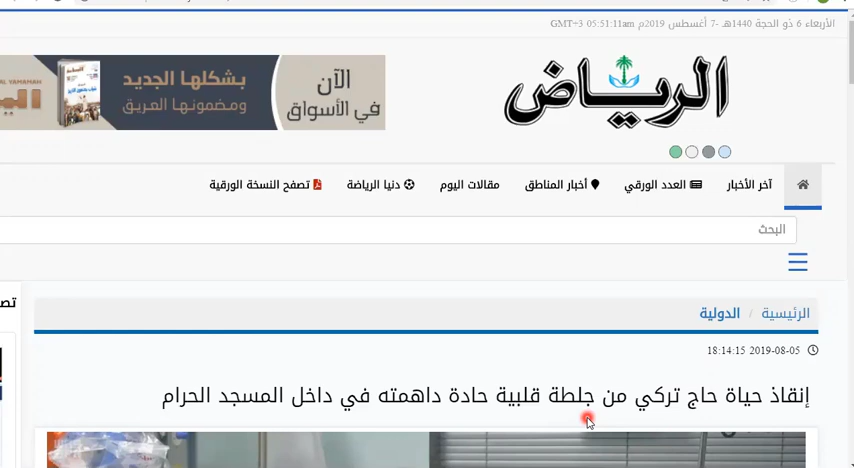 الأربعاء 6 ذو الحجة 1440هـ -7 أغسطس 2019م GMT+3 05:51:11am
الرياض
الآن
في الأسواق
بشكلها الجديد
ومضمونها العريق
آخر الأخبار
العدد الورقي
أخبار المناطق
مقالات اليوم
دنيا الرياضة
تصفح النسخة الورقية
البحث
الرئيسية / الدولية
2019-08-05 18:14:15
إنقاذ حياة حاج تركي من جلطة قلبية حادة داهمته في داخل المسجد الحرام